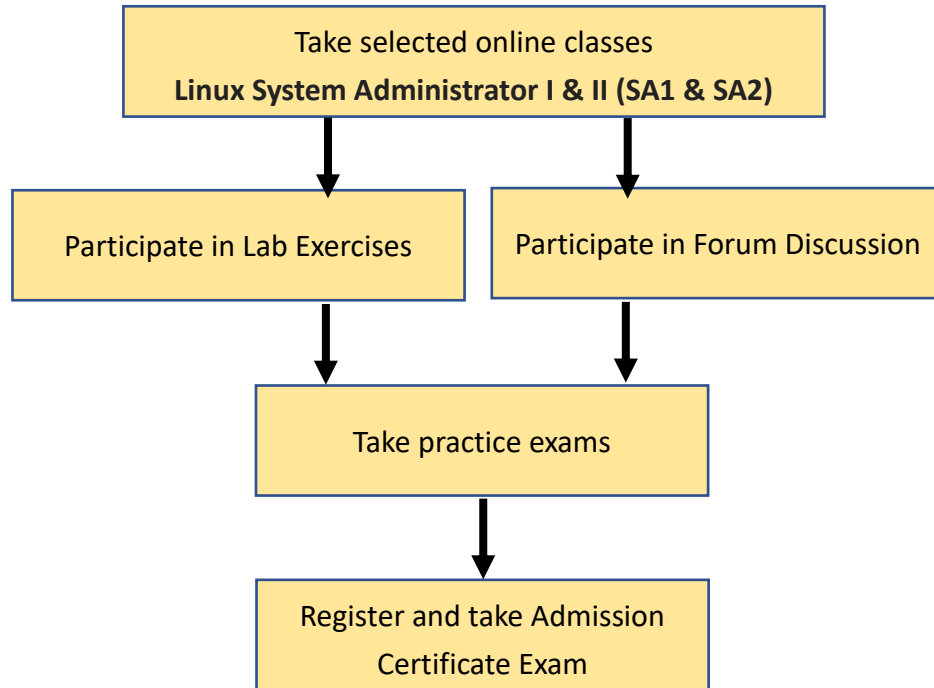 Take selected online classes
Linux System Administrator I & II (SA1 & SA2)
Participate in Lab Exercises
Participate in Forum Discussion
Take practice exams
Register and take Admission
Certificate Exam